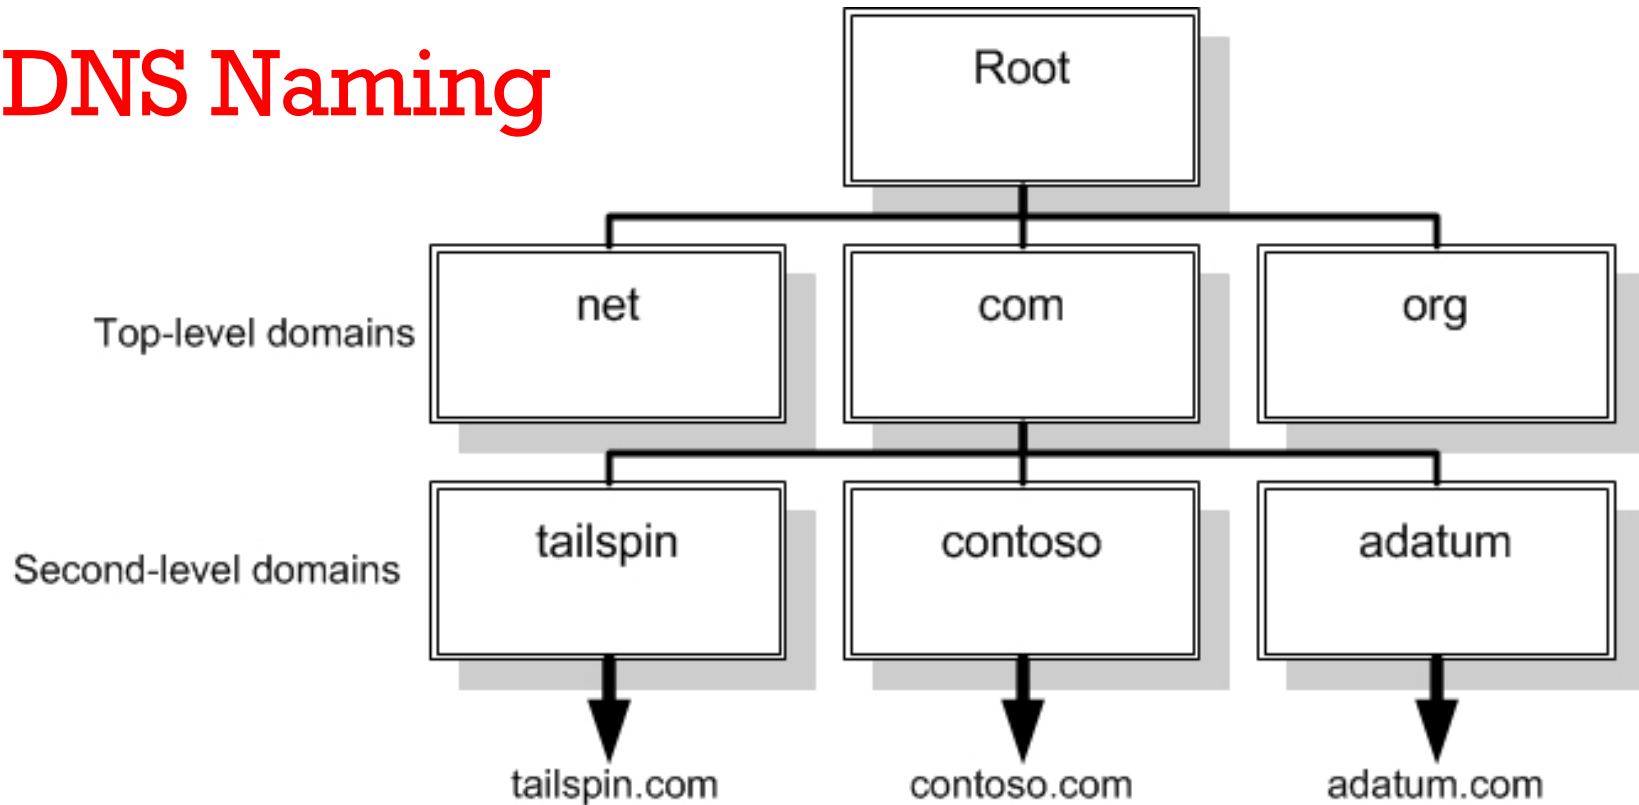 DNS Naming
Root
Top-level domains
net
com
org
Second-level domains
tailspin
contoso
adatum
tailspin.com
contoso.com
adatum.com